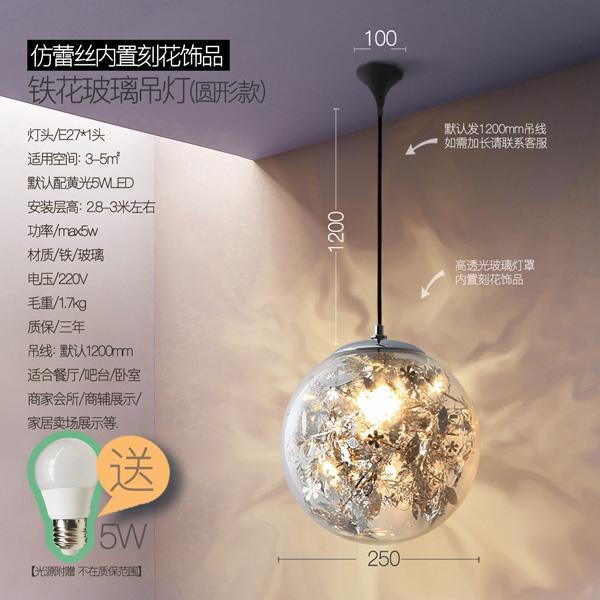 仿蕾丝内置刻花饰品
铁花玻璃吊灯(圆形款)
灯头/E27*1头
适用空间: 3-5㎡
默认配黄光5WLED
安装层高: 2.8-3米左右
功率/max5w
材质/铁/玻璃
电压/220V
毛重/1.7kg
质保/三年
吊线: 默认1200mm
适合餐厅/吧台/卧室
商家会所/商辅展示/
家居卖场展示等.
送
5W
【光源附赠 不在质保范围】
100
默认发1200mm吊线
如需加长请联系客服
1200
高透光玻璃灯罩
内置刻花饰品
250